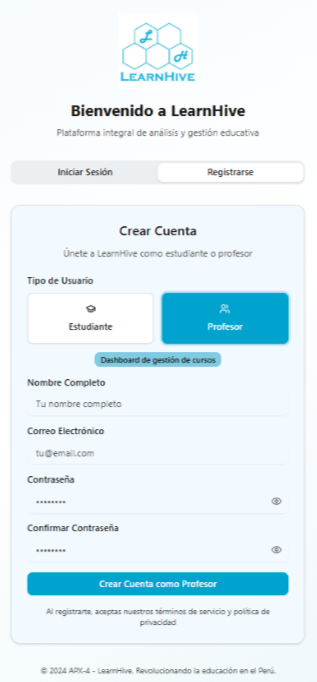 L
H
LEARNHIVE
Bienvenido a LearnHive
Plataforma integral de análisis y gestión educativa
Iniciar Sesión
Registrarse
Crear Cuenta
Únete a LearnHive como estudiante o profesor
Tipo de Usuario
Estudiante
Profesor
Dashboard de gestión de cursos
Nombre Completo
Tu nombre completo
Correo Electrónico
tu@email.com
Contraseña
••••••••
Confirmar Contraseña
••••••••
Crear Cuenta como Profesor
Al registrarte, aceptas nuestros términos de servicio y política de
privacidad
© 2024 APX-4 - LearnHive. Revolucionando la educación en el Perú.